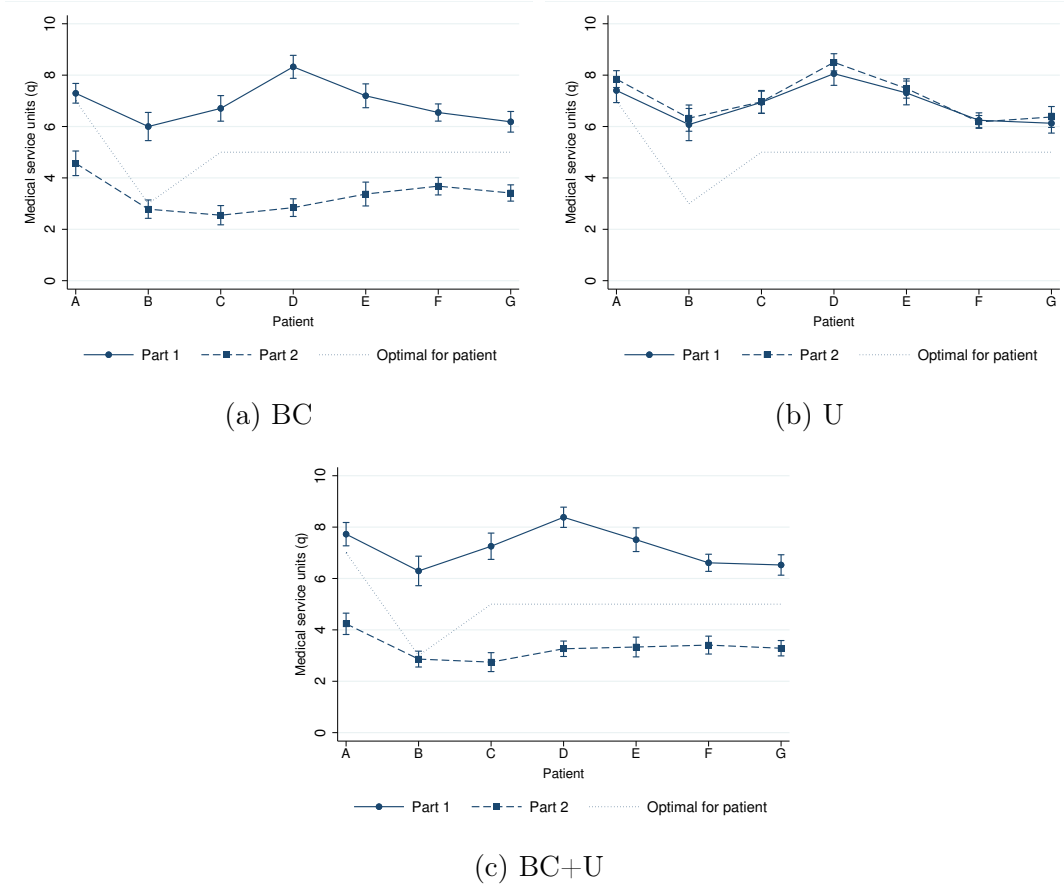 Medical service units (q)
10
8
6
4
2
0
A B C D E F G
Patient
Part 1 Part 2 Optimal for patient
(a) BC
Medical service units (q)
10
8
6
4
2
0
A B C D E F G
Patient
Part 1 Part 2 Optimal for patient
(b) U
Medical service units (q)
10
8
6
4
2
0
A B C D E F G
Patient
Part 1 Part 2 Optimal for patient
(c) BC+U